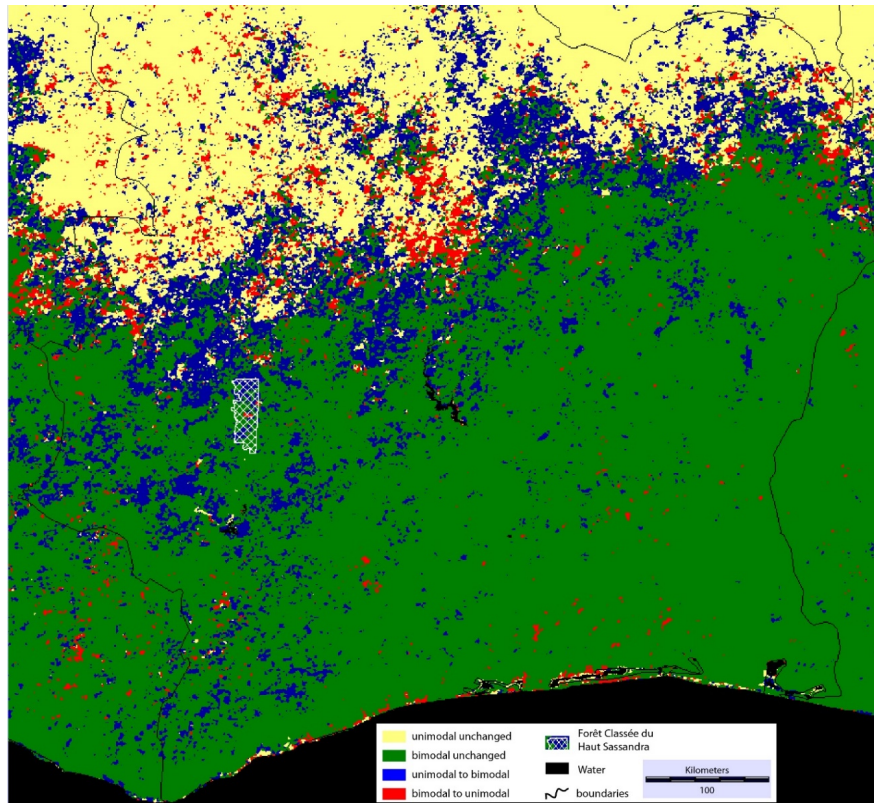 unimodal unchanged
bimodal unchanged
unimodal to bimodal
bimodal to unimodal
Forêt Classée du
Haut Sassandra
Water
boundaries
Kilometers
100